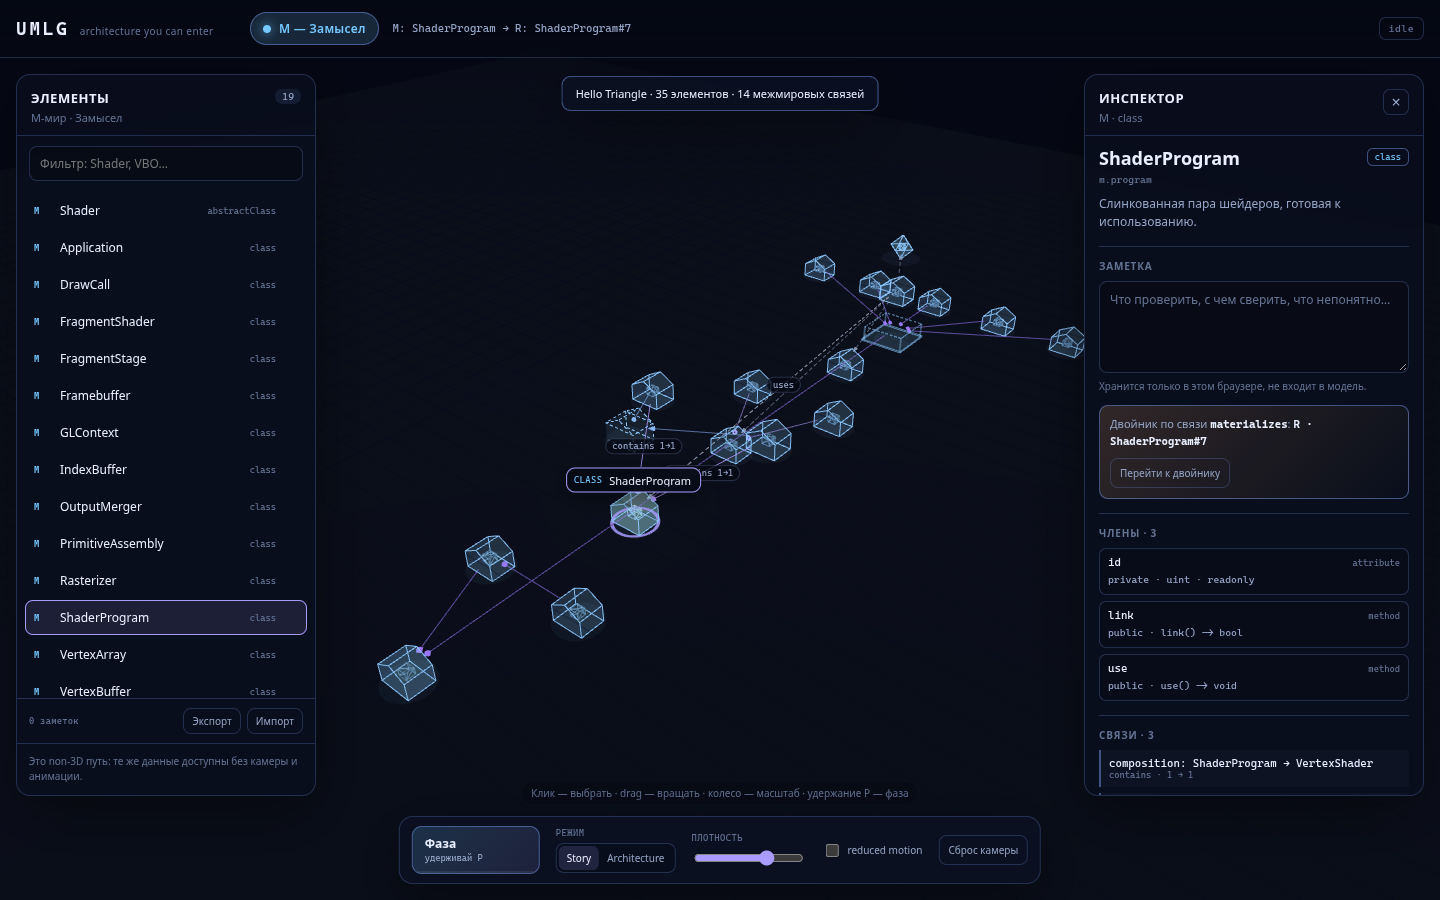 UMLG
architecture you can enter
M — Замысел
M: ShaderProgram → R: ShaderProgram#7
idle
ЭЛЕМЕНТЫ
19
М-мир · Замысел
Фильтр: Shader, VBO...
M Shader abstractClass
M Application class
M DrawCall class
M FragmentShader class
M FragmentStage class
M Framebuffer class
M GLContext class
M IndexBuffer class
M OutputMerger class
M PrimitiveAssembly class
M Rasterizer class
M ShaderProgram class
M VertexArray class
M VertexBuffer class
0 заметок
Экспорт
Импорт
Это non-3D путь: те же данные доступны без камеры и
анимации.
Hello Triangle · 35 элементов · 14 межмировых связей
uses
contains 1→1
ns 1→1
CLASS ShaderProgram
Клик — выбрать · drag — вращать · колесо — масштаб · удержание P — фаза
Фаза
удерживай P
РЕЖИМ
Story
Architecture
ПЛОТНОСТЬ
reduced motion
Сброс камеры
ИНСПЕКТОР
M · class
×
ShaderProgram
class
m.program
Слинкованная пара шейдеров, готовая к
использованию.
ЗАМЕТКА
Что проверить, с чем сверить, что непонятно...
Хранится только в этом браузере, не входит в модель.
Двойник по связи materializes: R ·
ShaderProgram#7
Перейти к двойнику
ЧЛЕНЫ · 3
id attribute
private · uint · readonly
link method
public · link() → bool
use method
public · use() → void
СВЯЗИ · 3
composition: ShaderProgram → VertexShader
contains · 1 → 1